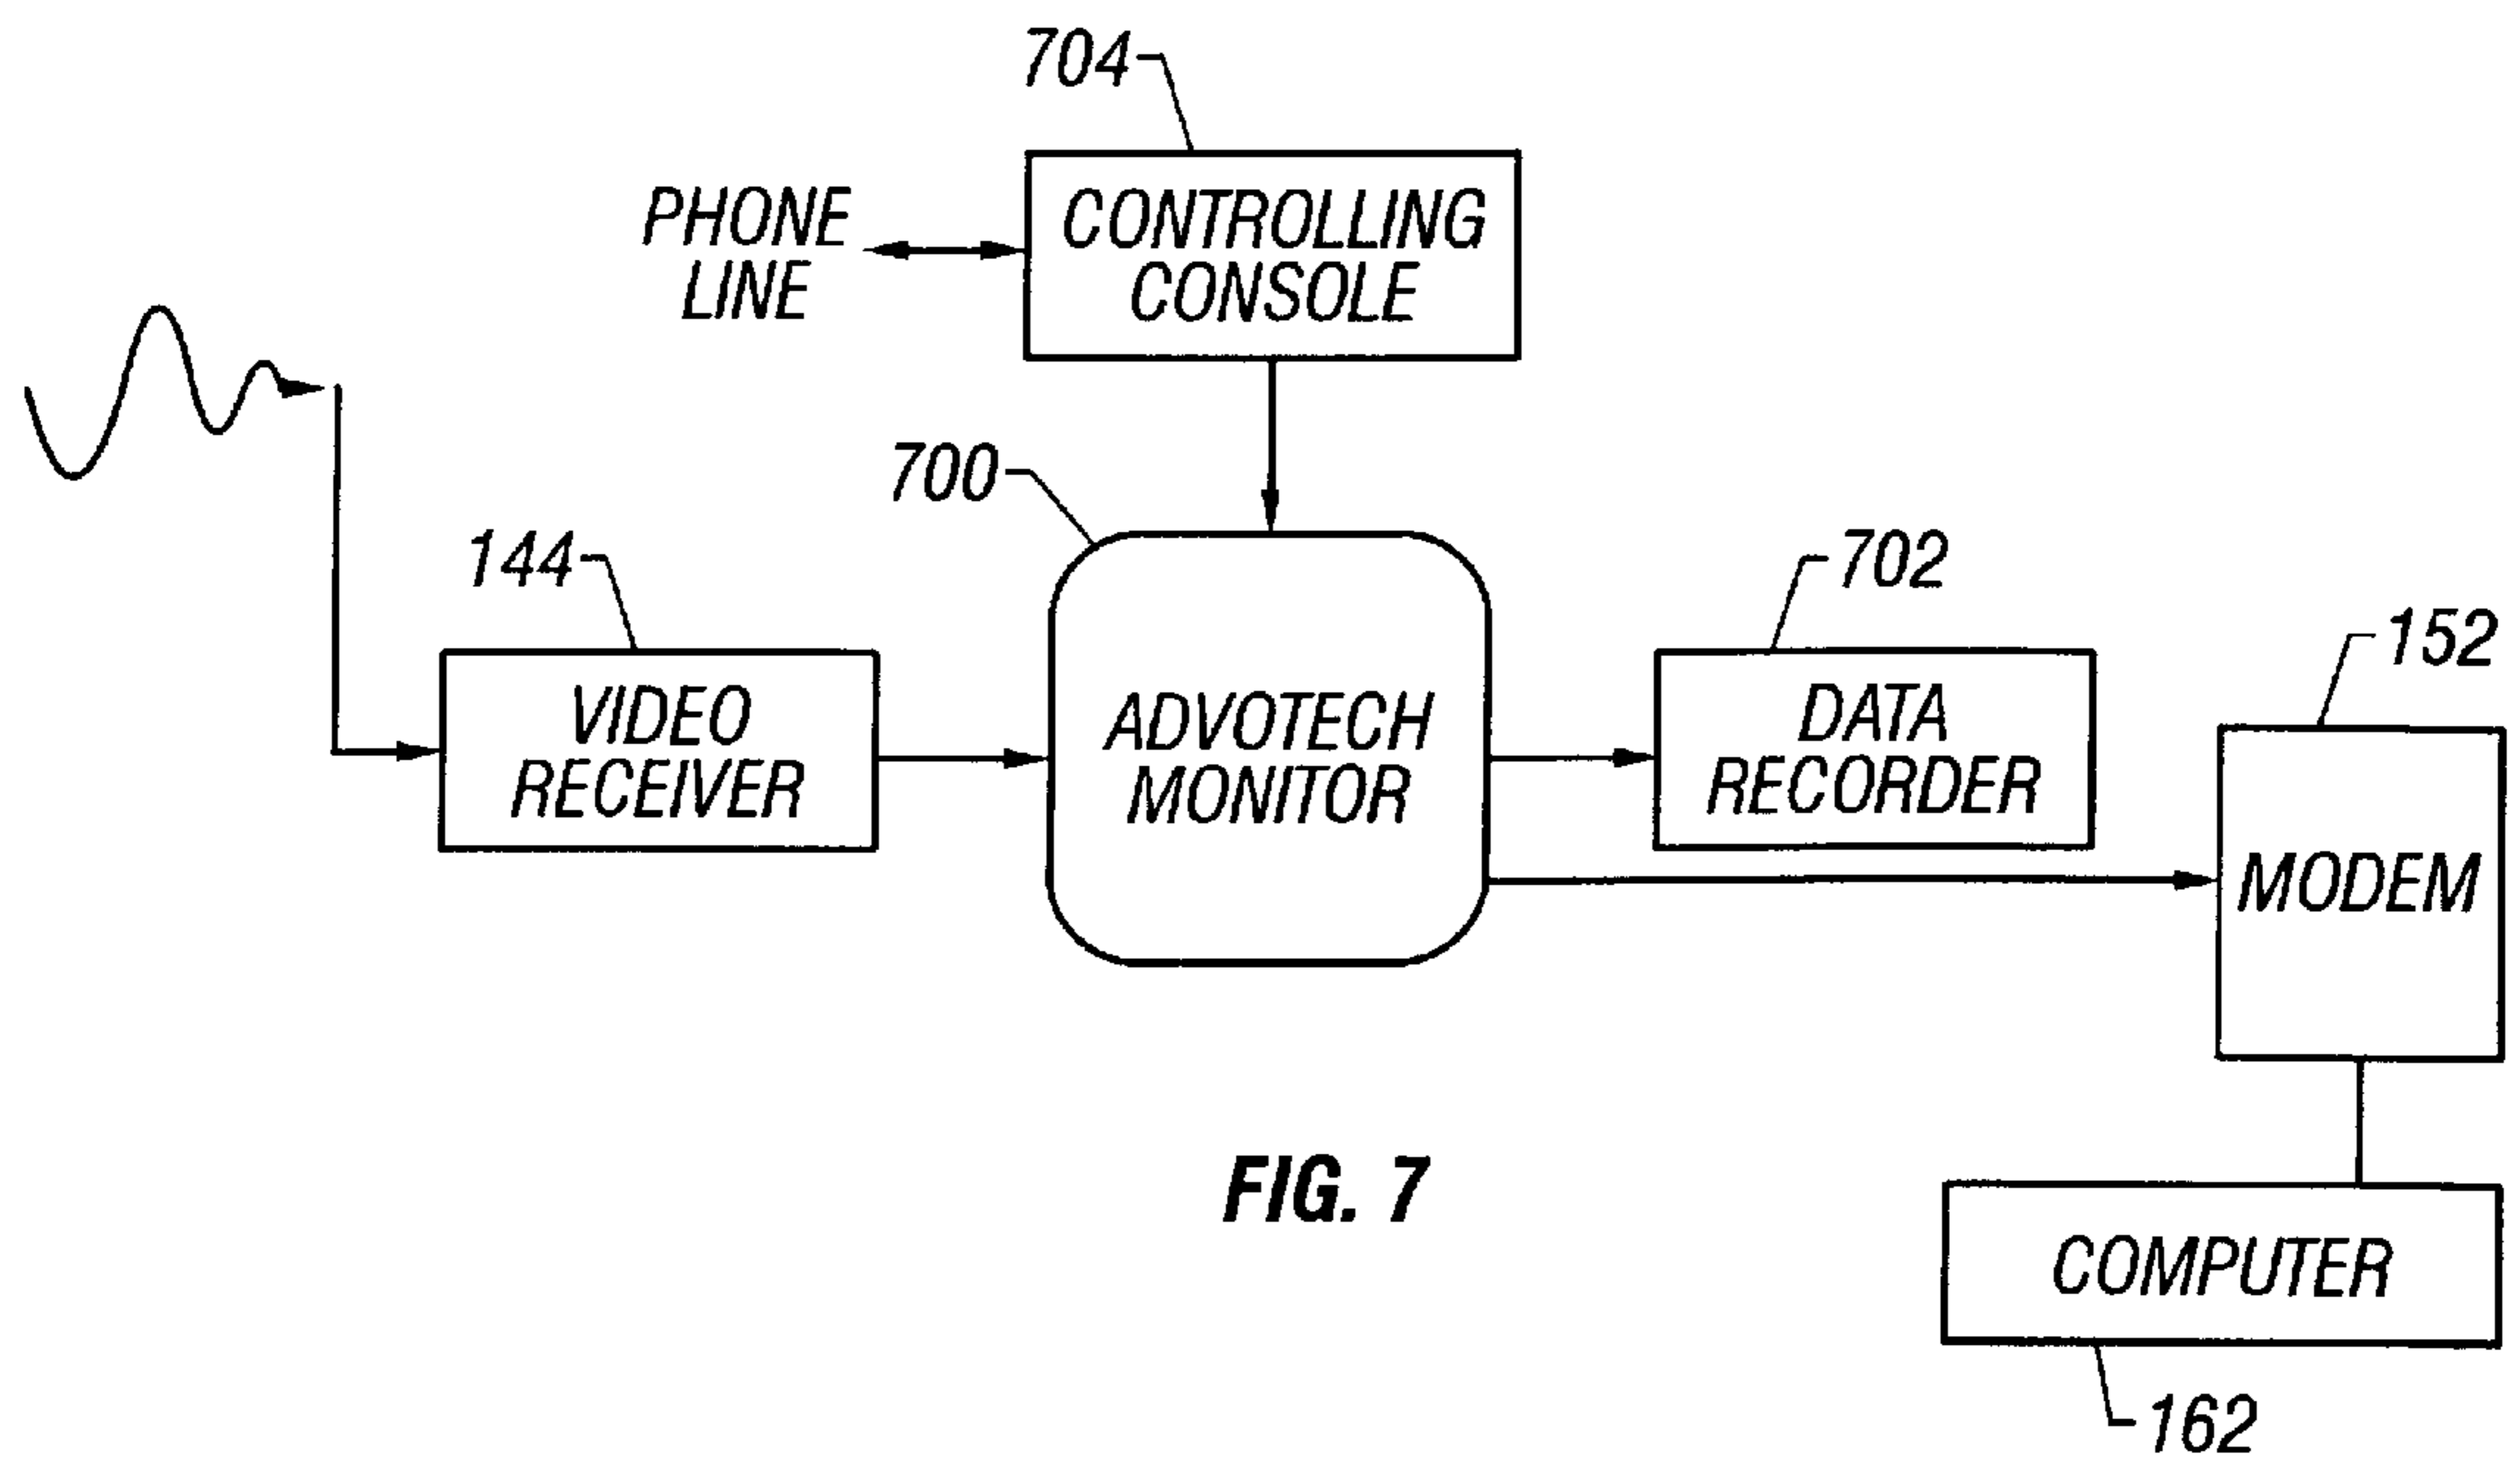 704
PHONE
LINE
CONTROLLING
CONSOLE
700
144
702
152
VIDEO
RECEIVER
ADVOTECH
MONITOR
DATA
RECORDER
MODEM
FIG. 7
COMPUTER
162